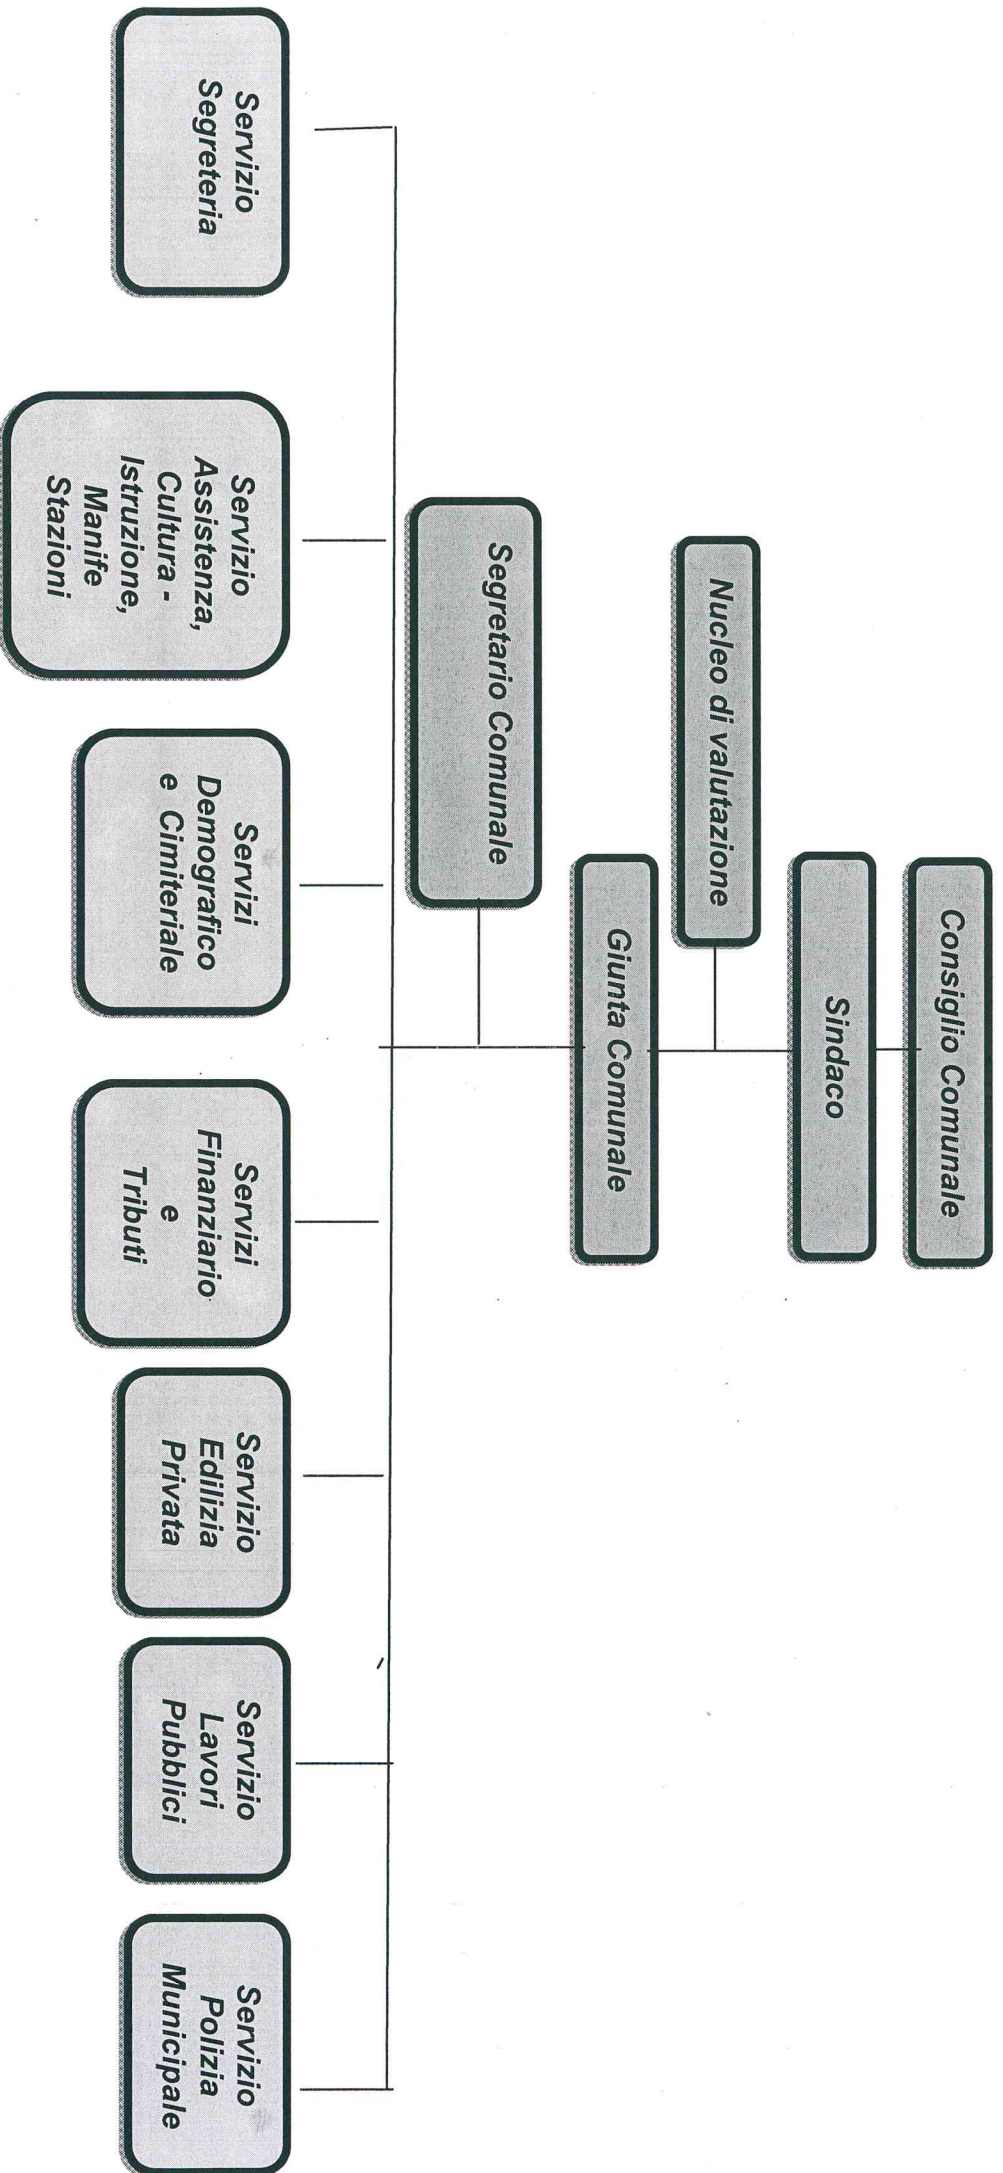 Consiglio Comunale
Sindaco
Nucleo di valutazione
Giunta Comunale
Segretario Comunale
Servizio
Segreteria
Servizio
Assistenza,
Cultura -
Istruzione,
Manife
Stazioni
Servizi
Demografico
e Cimiteriale
Servizi
Finanziario
e
Tributi
Servizio
Edilizia
Privata
Servizio
Lavori
Pubblici
Servizio
Polizia
Municipale